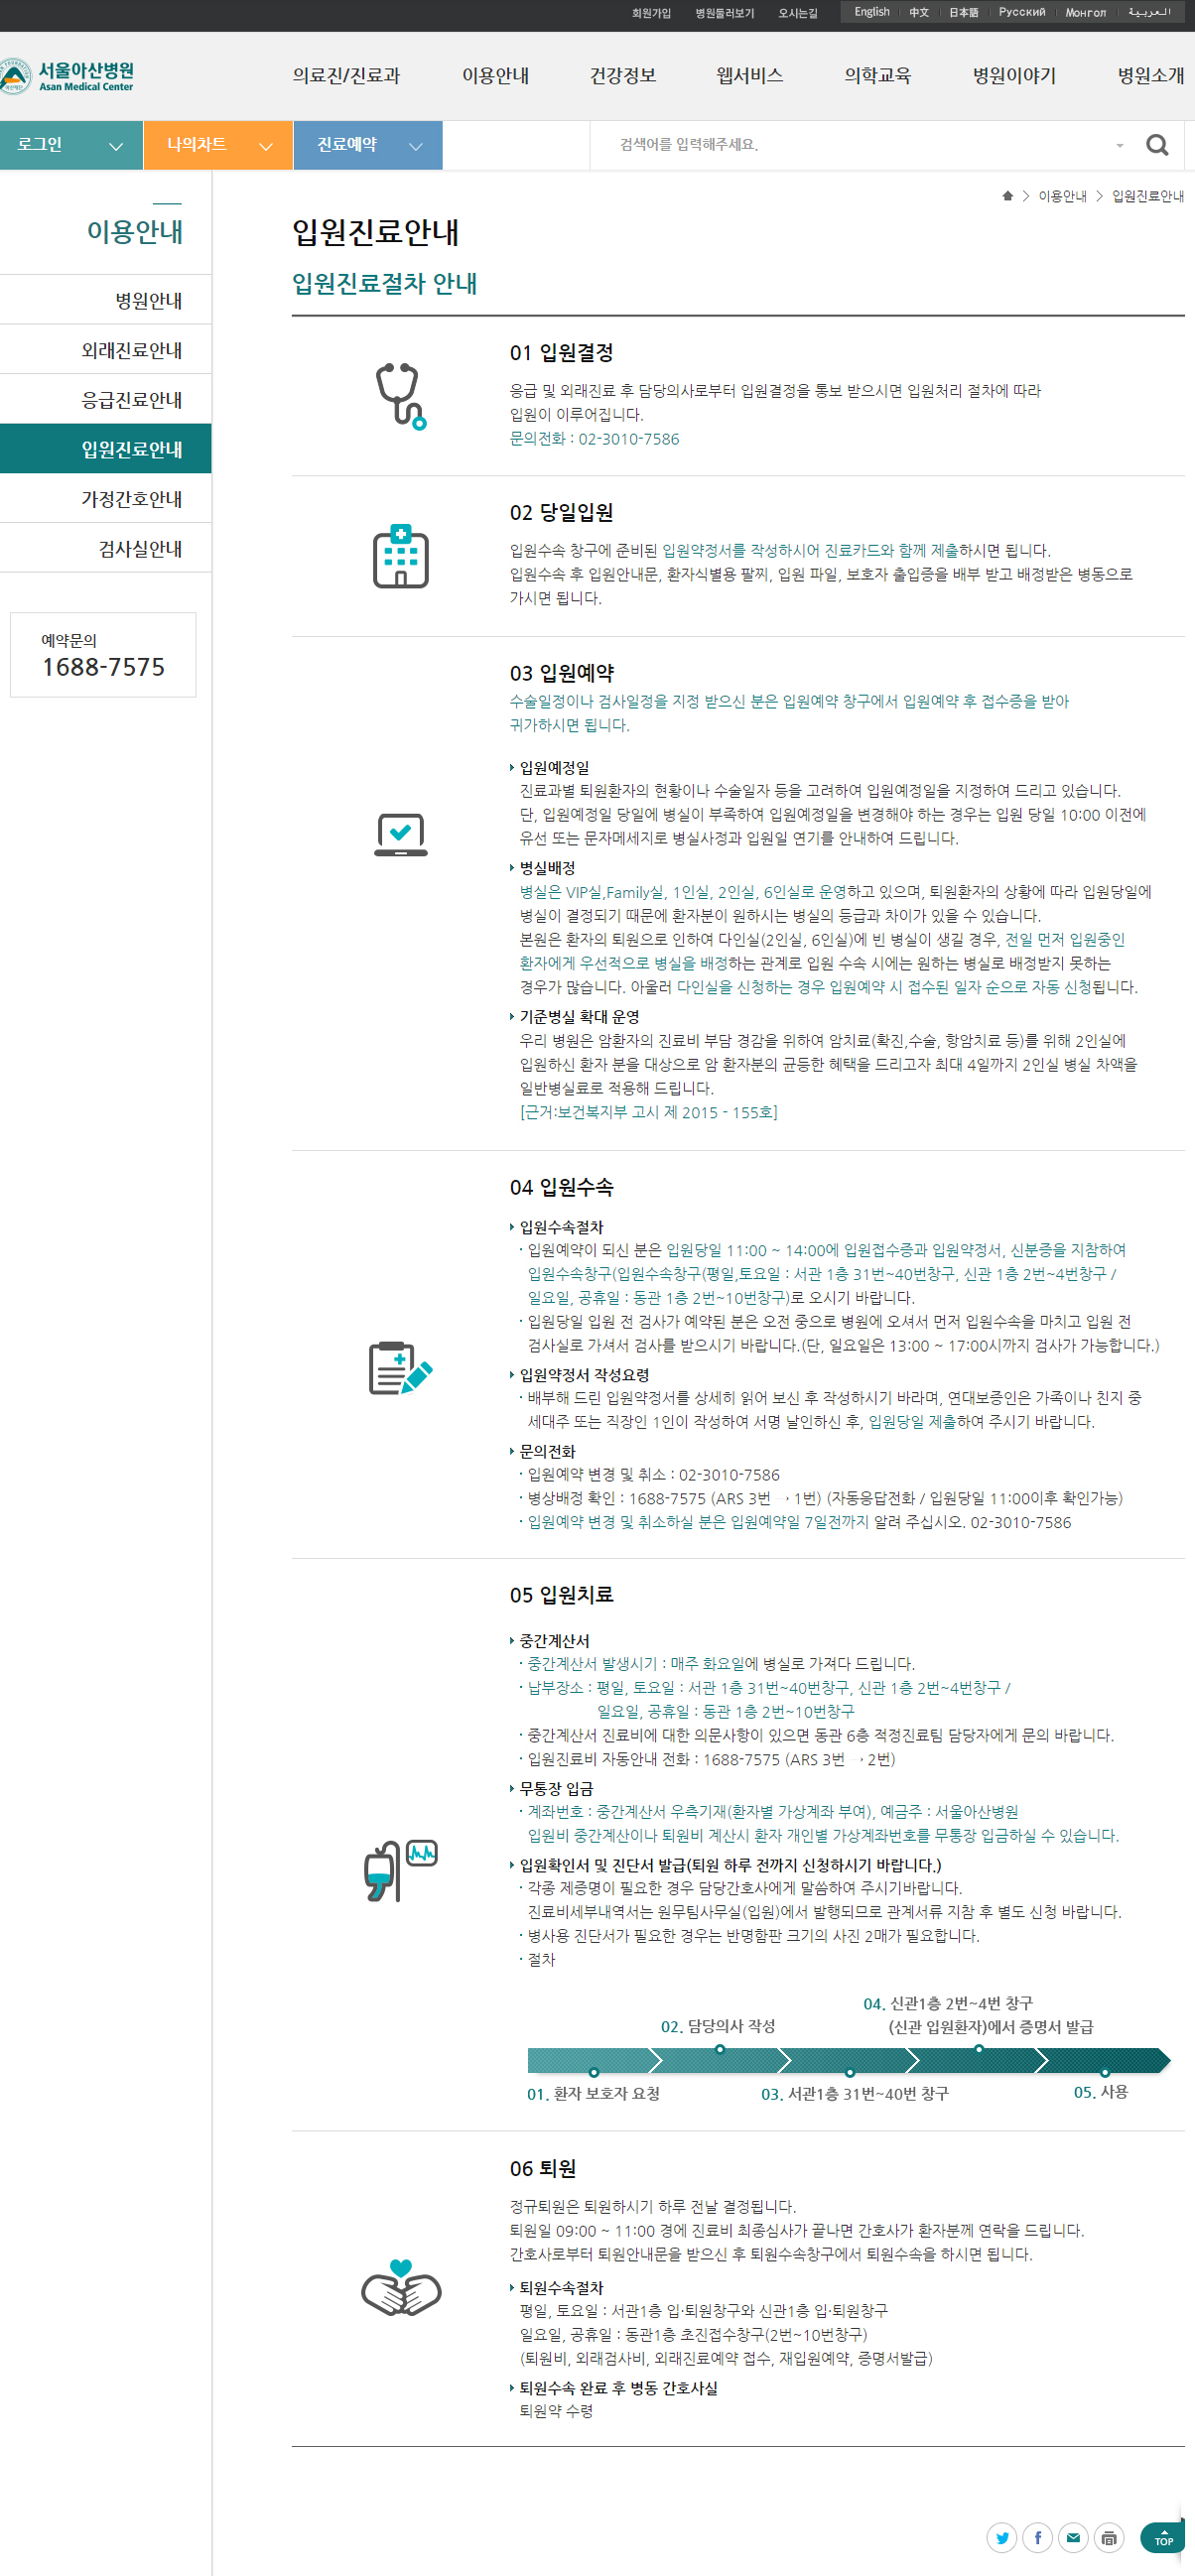 회원가입 병원둘러보기 오시는길 English 中文 日本語 Русский Монгол العربية
서울아산병원
Asan Medical Center
의료진/진료과 이용안내 건강정보 웹서비스 의학교육 병원이야기 병원소개
로그인 나의차트 진료예약 검색어를 입력해주세요.
이용안내 > 입원진료안내
이용안내
병원안내
외래진료안내
응급진료안내
입원진료안내
가정간호안내
검사실안내
예약문의
1688-7575
입원진료안내
입원진료절차 안내
01 입원결정
응급 및 외래진료 후 담당의사로부터 입원결정을 통보 받으시면 입원처리 절차에 따라
입원이 이루어집니다.
문의전화 : 02-3010-7586
02 당일입원
입원수속 창구에 준비된 입원약정서를 작성하시어 진료카드와 함께 제출하시면 됩니다.
입원수속 후 입원안내문, 환자식별용 팔찌, 입원 파일, 보호자 출입증을 배부 받고 배정받은 병동으로
가시면 됩니다.
03 입원예약
수술일정이나 검사일정을 지정 받으신 분은 입원예약 창구에서 입원예약 후 접수증을 받아
귀가하시면 됩니다.
입원예정일
진료과별 퇴원환자의 현황이나 수술일자 등을 고려하여 입원예정일을 지정하여 드리고 있습니다.
단, 입원예정일 당일에 병실이 부족하여 입원예정일을 변경해야 하는 경우는 입원 당일 10:00 이전에
유선 또는 문자메세지로 병실사정과 입원일 연기를 안내하여 드립니다.
병실배정
병실은 VIP실,Family실, 1인실, 2인실, 6인실로 운영하고 있으며, 퇴원환자의 상황에 따라 입원당일에
병실이 결정되기 때문에 환자분이 원하시는 병실의 등급과 차이가 있을 수 있습니다.
본원은 환자의 퇴원으로 인하여 다인실(2인실, 6인실)에 빈 병실이 생길 경우, 전일 먼저 입원중인
환자에게 우선적으로 병실을 배정하는 관계로 입원 수속 시에는 원하는 병실로 배정받지 못하는
경우가 많습니다. 아울러 다인실을 신청하는 경우 입원예약 시 접수된 일자 순으로 자동 신청됩니다.
기준병실 확대 운영
우리 병원은 암환자의 진료비 부담 경감을 위하여 암치료(확진,수술, 항암치료 등)를 위해 2인실에
입원하신 환자 분을 대상으로 암 환자분의 균등한 혜택을 드리고자 최대 4일까지 2인실 병실 차액을
일반병실료로 적용해 드립니다.
[근거:보건복지부 고시 제 2015 - 155호]
04 입원수속
입원수속절차
· 입원예약이 되신 분은 입원당일 11:00 ~ 14:00에 입원접수증과 입원약정서, 신분증을 지참하여
입원수속창구(입원수속창구(평일,토요일 : 서관 1층 31번~40번창구, 신관 1층 2번~4번창구 /
일요일, 공휴일 : 동관 1층 2번~10번창구)로 오시기 바랍니다.
· 입원당일 입원 전 검사가 예약된 분은 오전 중으로 병원에 오셔서 먼저 입원수속을 마치고 입원 전
검사실로 가셔서 검사를 받으시기 바랍니다.(단, 일요일은 13:00 ~ 17:00시까지 검사가 가능합니다.)
입원약정서 작성요령
· 배부해 드린 입원약정서를 상세히 읽어 보신 후 작성하시기 바라며, 연대보증인은 가족이나 친지 중
세대주 또는 직장인 1인이 작성하여 서명 날인하신 후, 입원당일 제출하여 주시기 바랍니다.
문의전화
· 입원예약 변경 및 취소 : 02-3010-7586
· 병상배정 확인 : 1688-7575 (ARS 3번 → 1번) (자동응답전화 / 입원당일 11:00이후 확인가능)
· 입원예약 변경 및 취소하실 분은 입원예약일 7일전까지 알려 주십시오. 02-3010-7586
05 입원치료
중간계산서
· 중간계산서 발생시기 : 매주 화요일에 병실로 가져다 드립니다.
· 납부장소 : 평일, 토요일 : 서관 1층 31번~40번창구, 신관 1층 2번~4번창구 /
일요일, 공휴일 : 동관 1층 2번~10번창구
· 중간계산서 진료비에 대한 의문사항이 있으면 동관 6층 적정진료팀 담당자에게 문의 바랍니다.
· 입원진료비 자동안내 전화 : 1688-7575 (ARS 3번 → 2번)
무통장 입금
· 계좌번호 : 중간계산서 우측기재(환자별 가상계좌 부여), 예금주 : 서울아산병원
입원비 중간계산이나 퇴원비 계산시 환자 개인별 가상계좌번호를 무통장 입금하실 수 있습니다.
입원확인서 및 진단서 발급(퇴원 하루 전까지 신청하시기 바랍니다.)
· 각종 제증명이 필요한 경우 담당간호사에게 말씀하여 주시기바랍니다.
진료비세부내역서는 원무팀사무실(입원)에서 발행되므로 관계서류 지참 후 별도 신청 바랍니다.
· 병사용 진단서가 필요한 경우는 반명함판 크기의 사진 2매가 필요합니다.
· 절차
04. 신관1층 2번~4번 창구
02. 담당의사 작성 (신관 입원환자)에서 증명서 발급
01. 환자 보호자 요청 03. 서관1층 31번~40번 창구 05. 사용
06 퇴원
정규퇴원은 퇴원하시기 하루 전날 결정됩니다.
퇴원일 09:00 ~ 11:00 경에 진료비 최종심사가 끝나면 간호사가 환자분께 연락을 드립니다.
간호사로부터 퇴원안내문을 받으신 후 퇴원수속창구에서 퇴원수속을 하시면 됩니다.
퇴원수속절차
평일, 토요일 : 서관1층 입·퇴원창구와 신관1층 입·퇴원창구
일요일, 공휴일 : 동관1층 초진접수창구(2번~10번창구)
(퇴원비, 외래검사비, 외래진료예약 접수, 재입원예약, 증명서발급)
퇴원수속 완료 후 병동 간호사실
퇴원약 수령
TOP